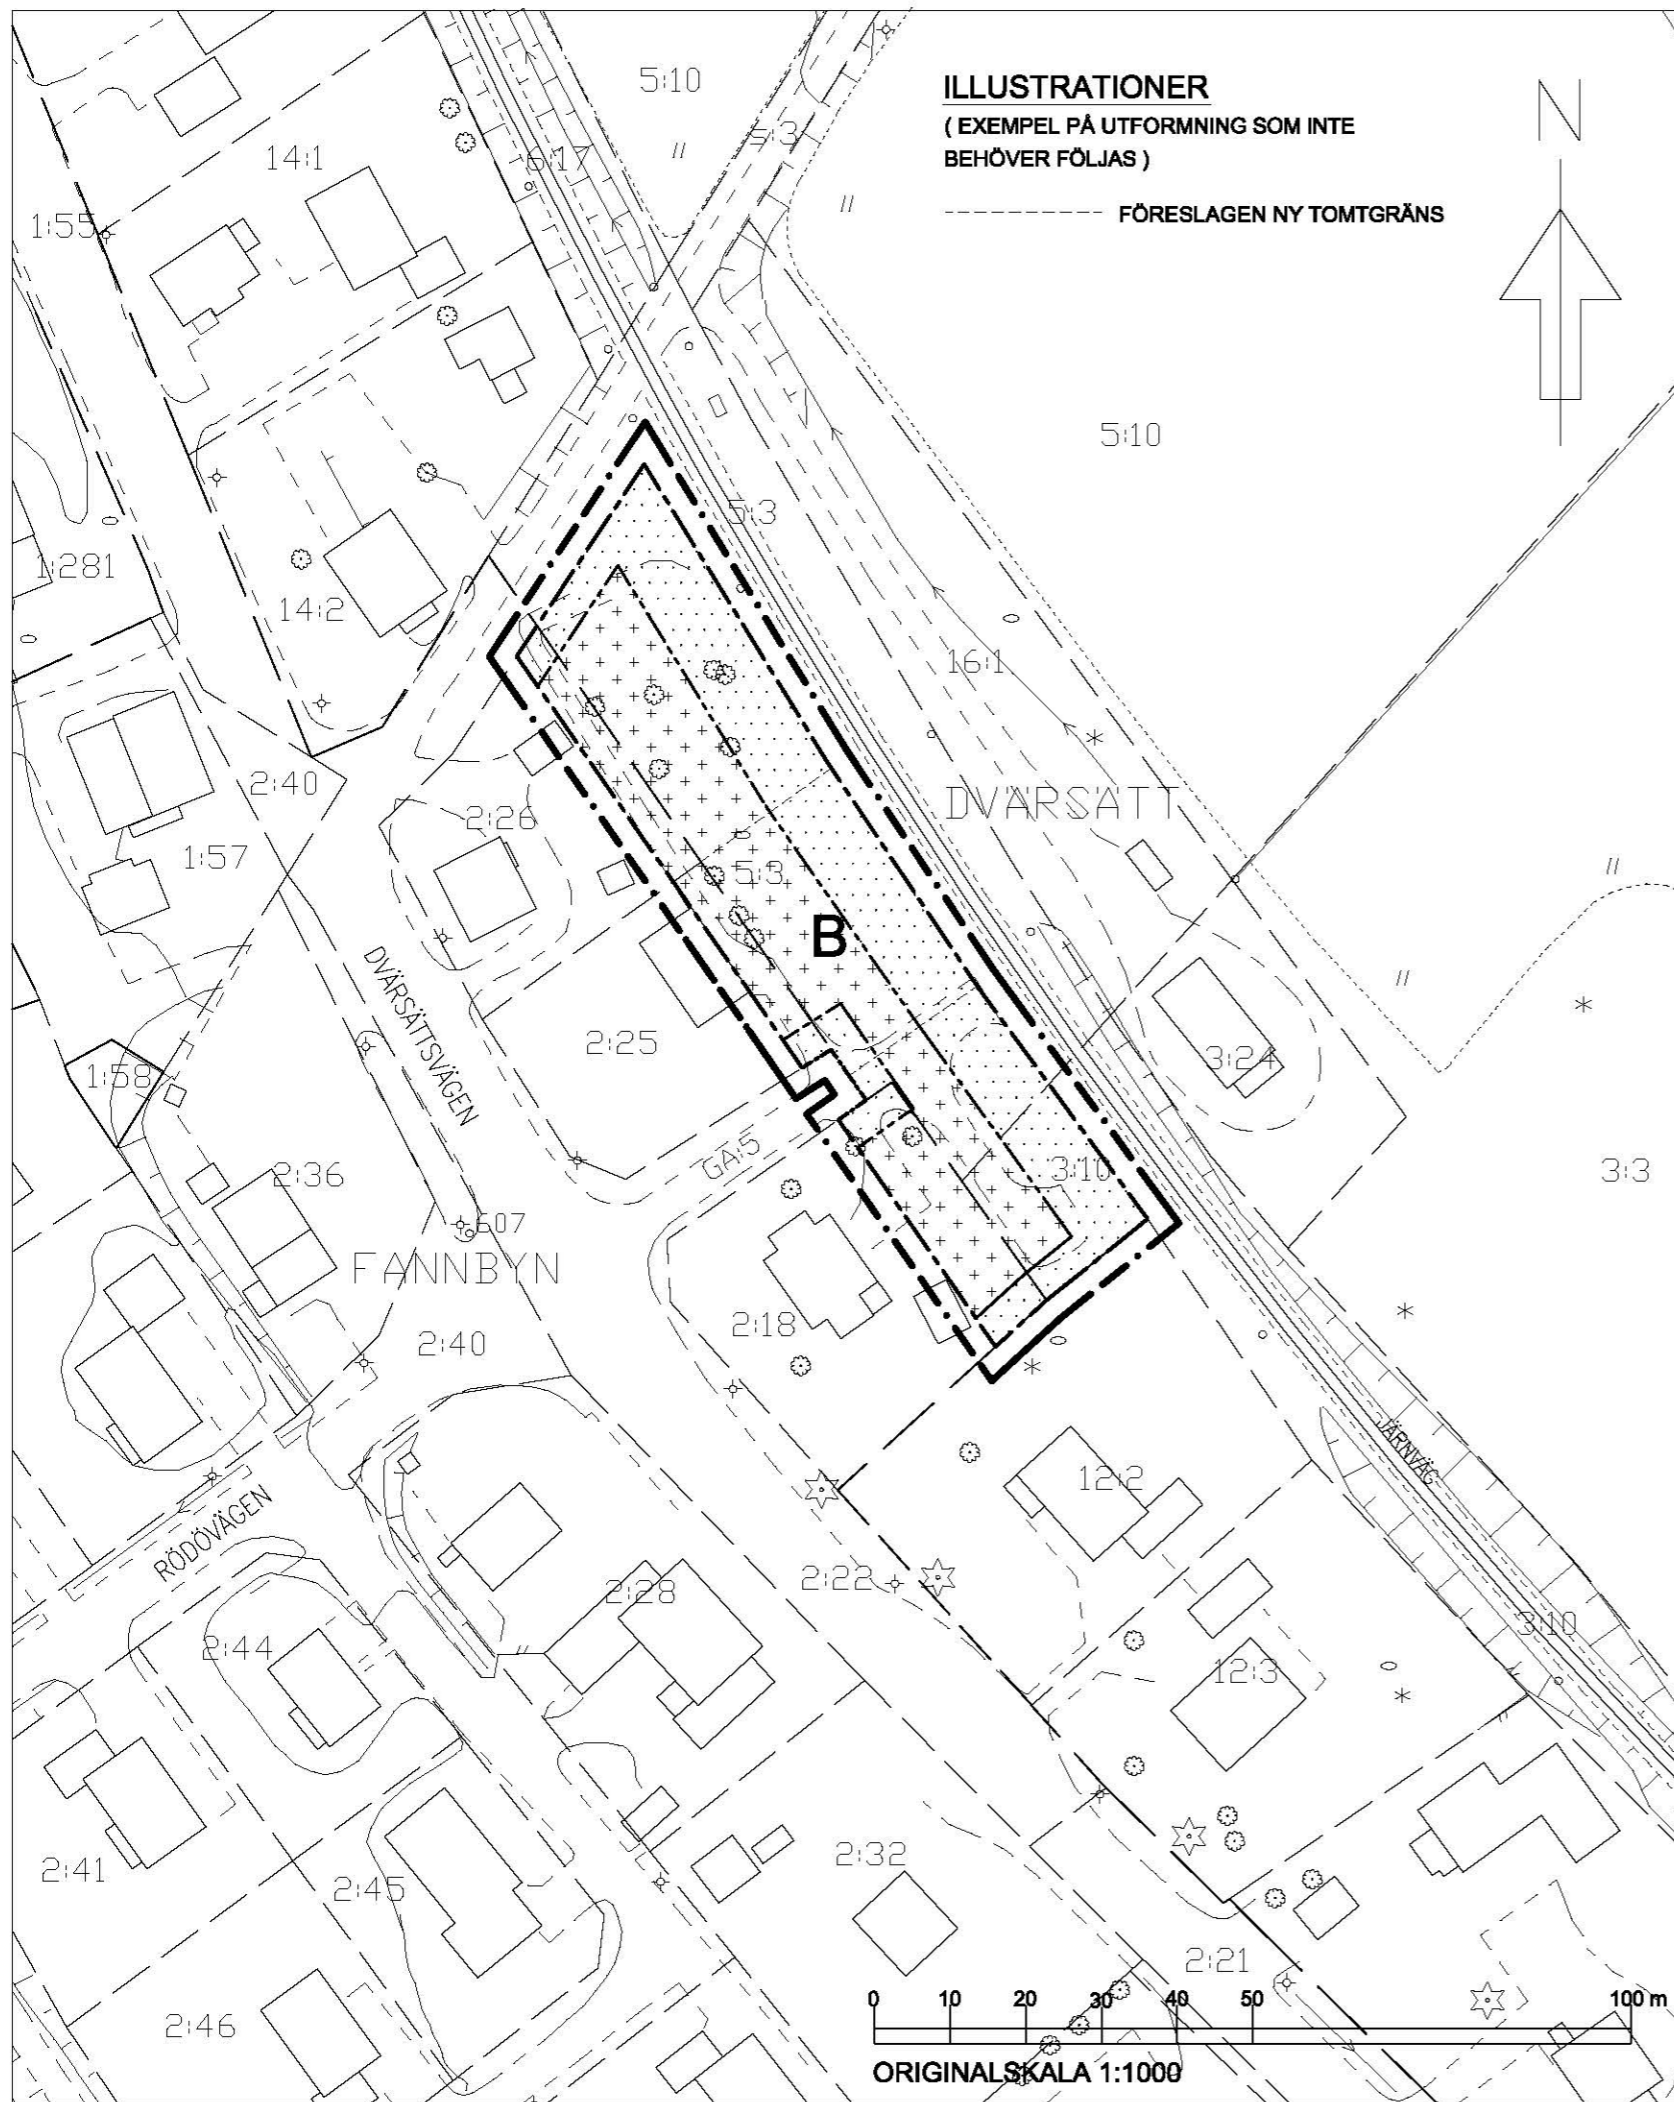 5:10
ILLUSTRATIONER
( EXEMPEL PÅ UTFORMNING SOM INTE
BEHÖVER FÖLJAS )
N
FÖRESLAGEN NY TOMTGRÄNS
5:3
14:1
6:17
1:55
5:10
5:3
1:281
14:2
16:1
2:40
DVÄRSÄTT
2:26
1:57
5:3
B
DVÄRSÄTTSVÄGEN
2:25
3:24
1:58
GA:5
3:10
3:3
2:36
607
FANNBYN
2:18
2:40
JÄRNVÄG
12:2
RÖDÖVÄGEN
2:22
2:28
3:10
2:44
12:3
2:32
2:41
2:45
2:21
2:46
0 10 20 30 40 50 100 m
ORIGINALSKALA 1:1000